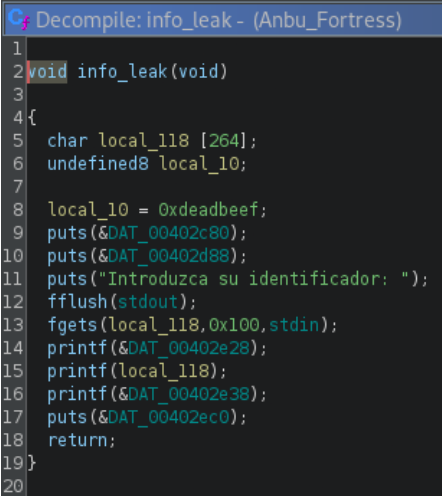 Decompile: info_leak - (Anbu_Fortress)
1
2 void info_leak(void)
3
4 {
5 char local_118 [264];
6 undefined8 local_10;
7
8 local_10 = 0xdeadbeef;
9 puts(&DAT_00402c80);
10 puts(&DAT_00402d88);
11 puts("Introduzca su identificador: ");
12 fflush(stdout);
13 fgets(local_118,0x100,stdin);
14 printf(&DAT_00402e28);
15 printf(local_118);
16 printf(&DAT_00402e38);
17 puts(&DAT_00402ec0);
18 return;
19 }
20